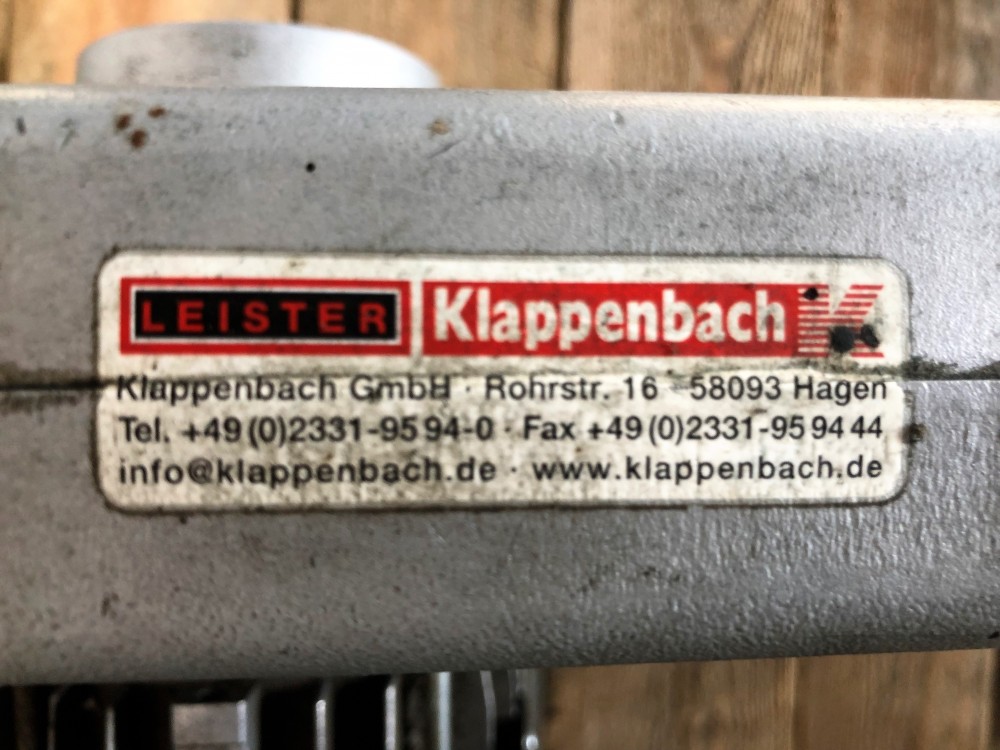 LEISTER Klappenbach K
Klappenbach GmbH · Rohrstr. 16 58093 Hagen
Tel. +49 (0)2331-95 94-0 · Fax +49 (0)2331-95 94 44
info@klappenbach.de · www.klappenbach.de